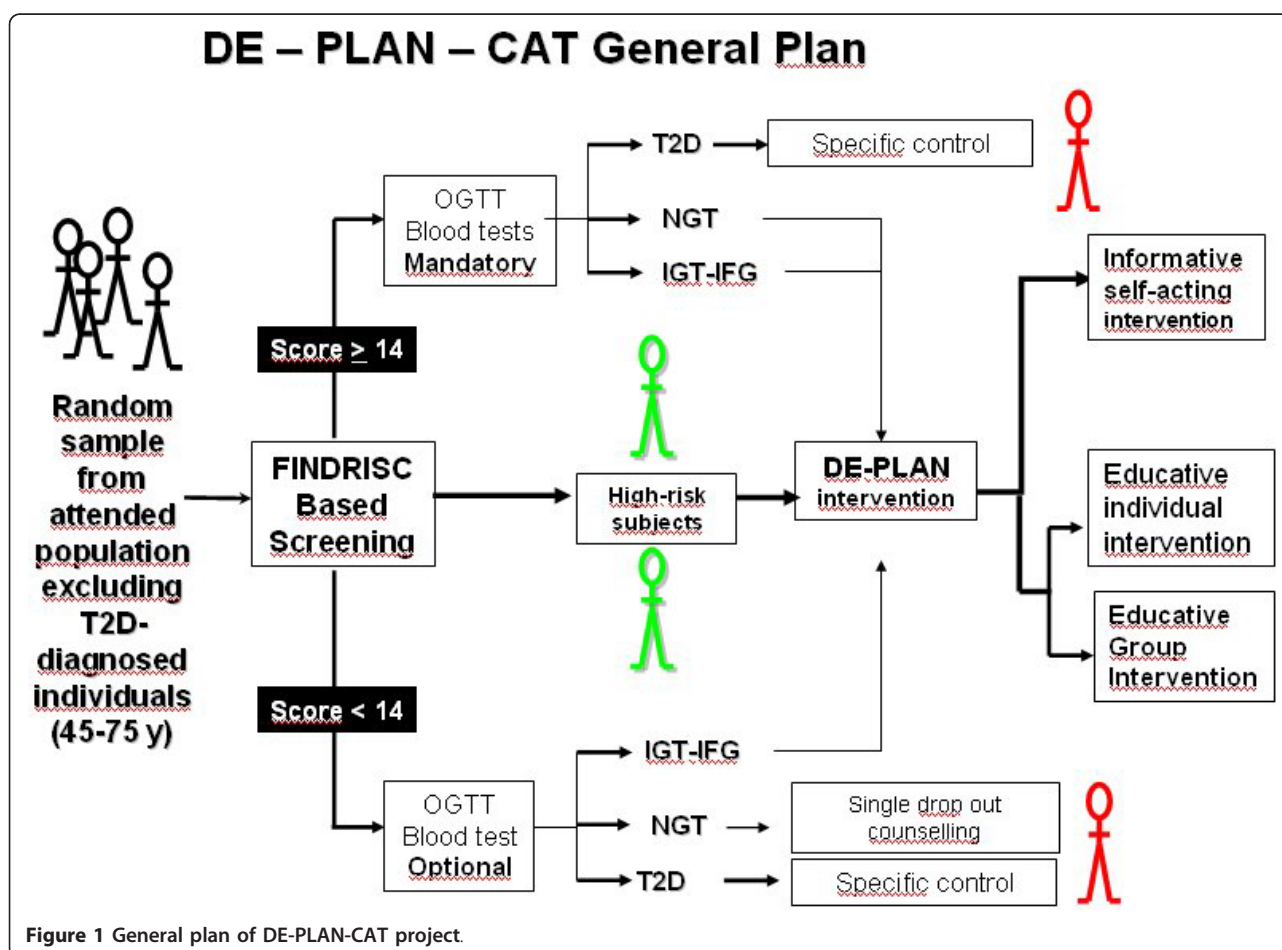 DE – PLAN – CAT General Plan
T2D
Specific control
OGTT
Blood tests
Mandatory
NGT
IGT-IFG
Informative
self-acting
intervention
Score ≥ 14
Random
sample
from
attended
population
excluding
T2D-
diagnosed
individuals
(45-75 y)
FINDRISC
Based
Screening
High-risk
subjects
DE-PLAN
intervention
Educative
individual
intervention
Educative
Group
Intervention
Score < 14
OGTT
Blood test
Optional
IGT-IFG
NGT
Single drop out
counselling
T2D
Specific control
Figure 1 General plan of DE-PLAN-CAT project.